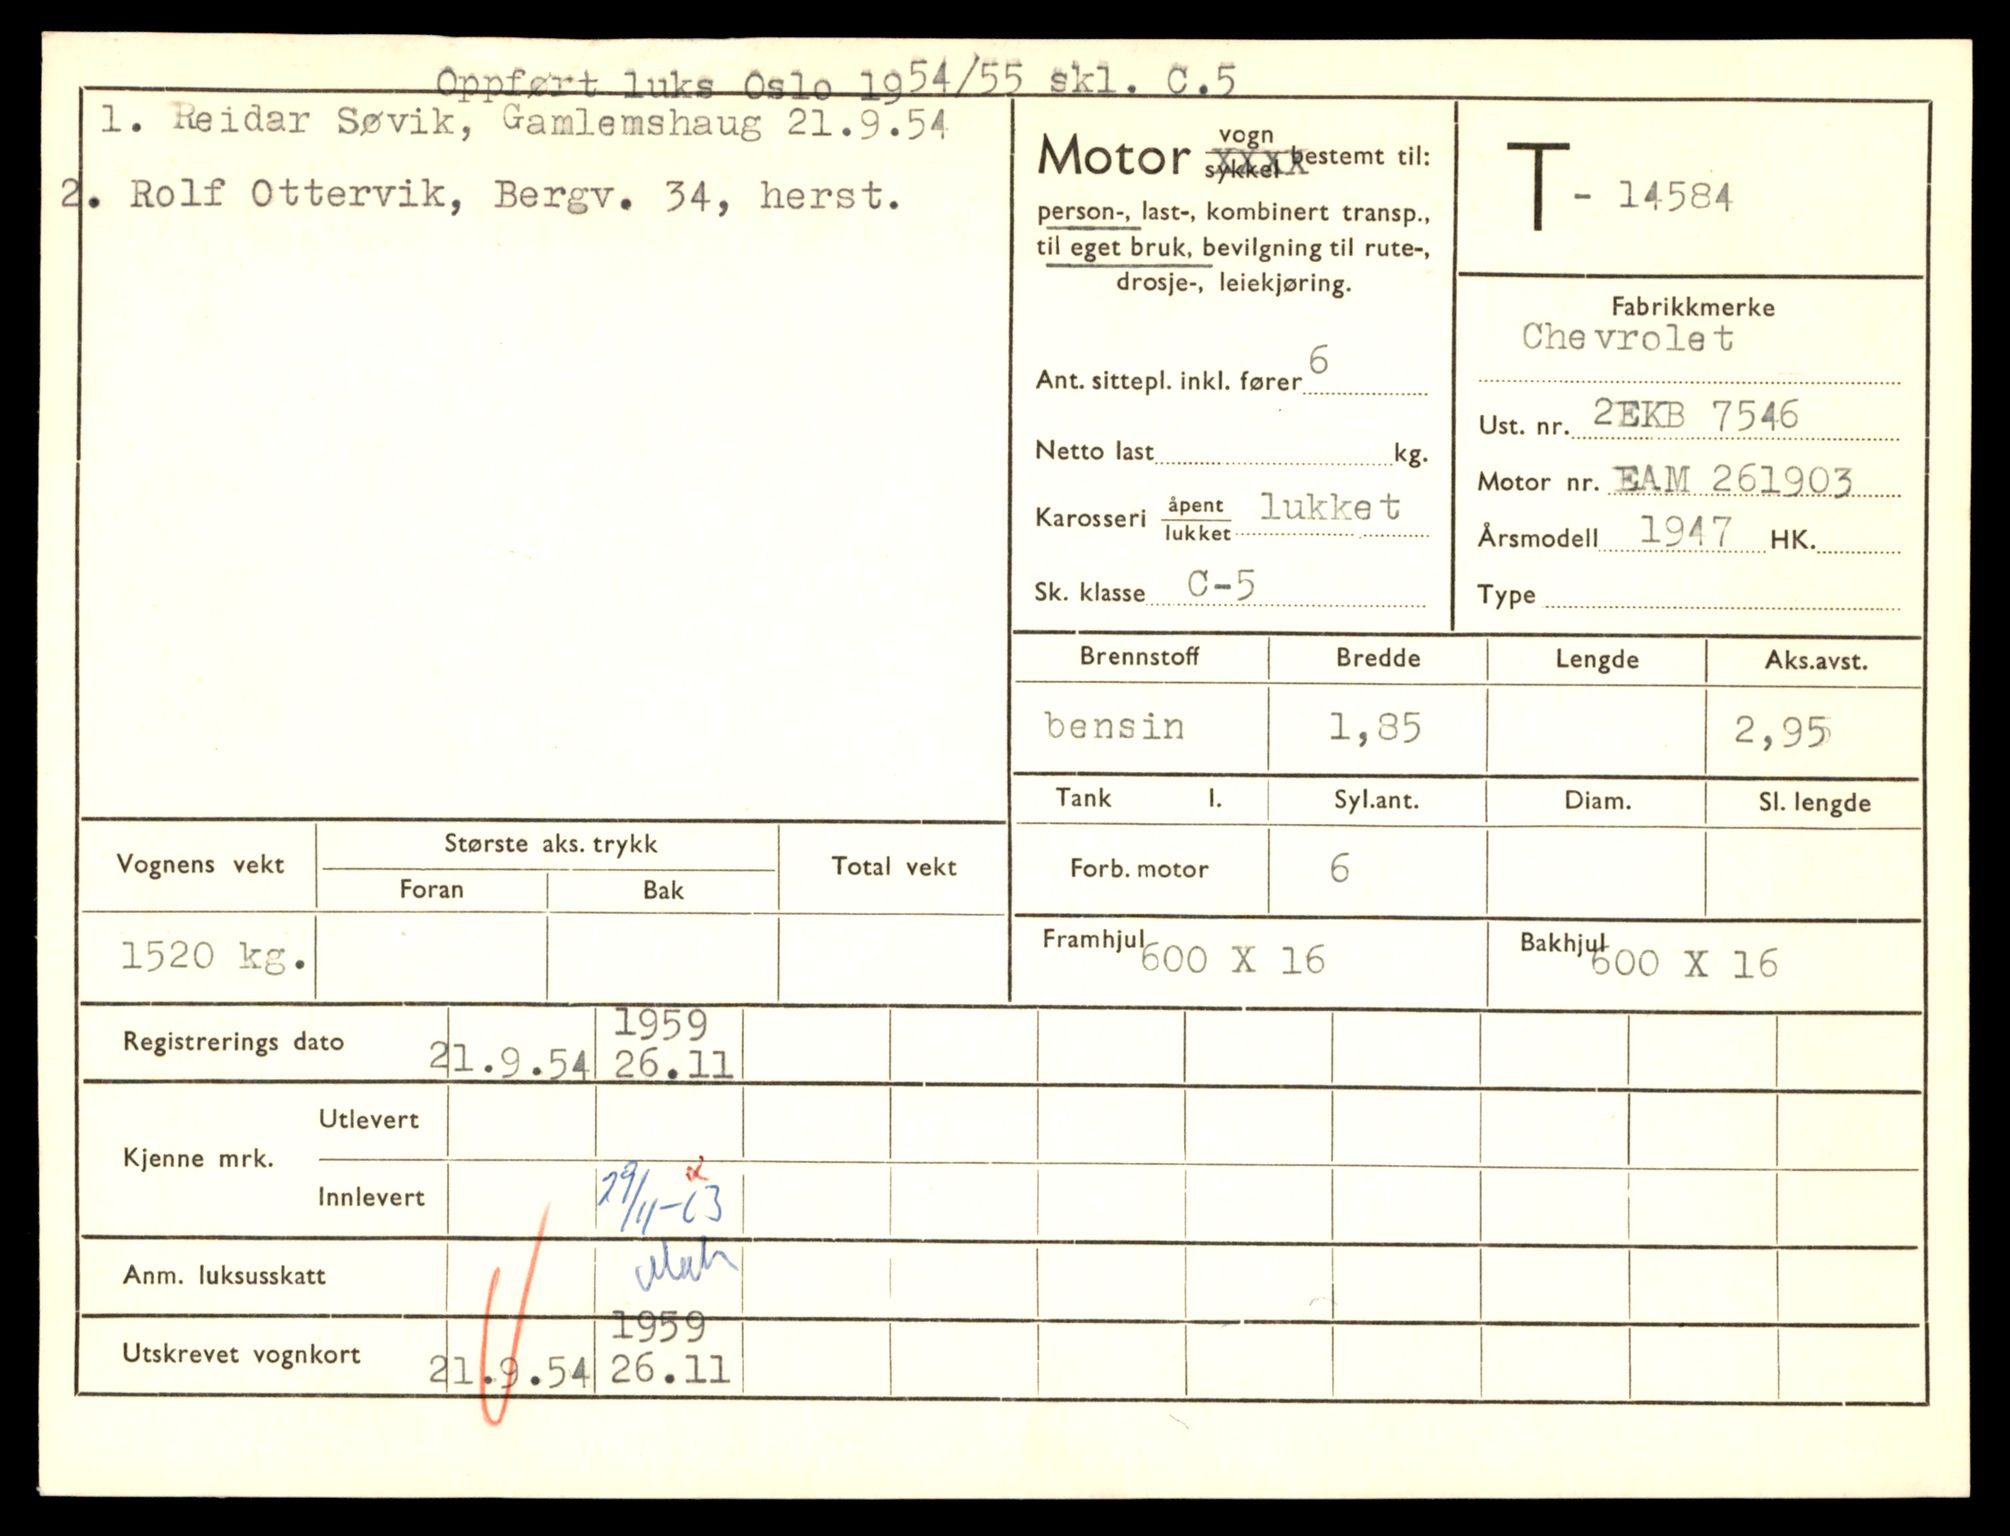 Oppført luks Oslo 1954/55 skl. C.5
1. Reidar Søvik, Gamlemshaug 21.9.54
2. Rolf Ottervik, Bergv. 34, herst.
Motor vogn sykkel bestemt til:
person-, last-, kombinert transp.,
til eget bruk, bevilgning til rute-,
drosje-, leiekjøring.
Ant. sittepl. inkl. fører 6
Netto last kg.
Karosseri åpent lukket lukket
Sk. klasse C-5
T - 14584
Fabrikkmerke
Chevrolet
Ust. nr. 2EKB 7546
Motor nr. EAM 261903
Årsmodell 1947 HK.
Type
Brennstoff Bredde Lengde Aks.avst.
bensin 1,85 2,95
Tank l. Syl.ant. Diam. Sl. lengde
Forb. motor 6
Framhjul 600 X 16 Bakhjul 600 X 16
Vognens vekt Største aks. trykk Total vekt
Foran Bak
1520 kg.
1959
Registrerings dato 21.9.54 26.11
Utlevert
Kjenne mrk.
Innlevert 29/11-63
Anm. luksusskatt
1959
Utskrevet vognkort 21.9.54 26.11